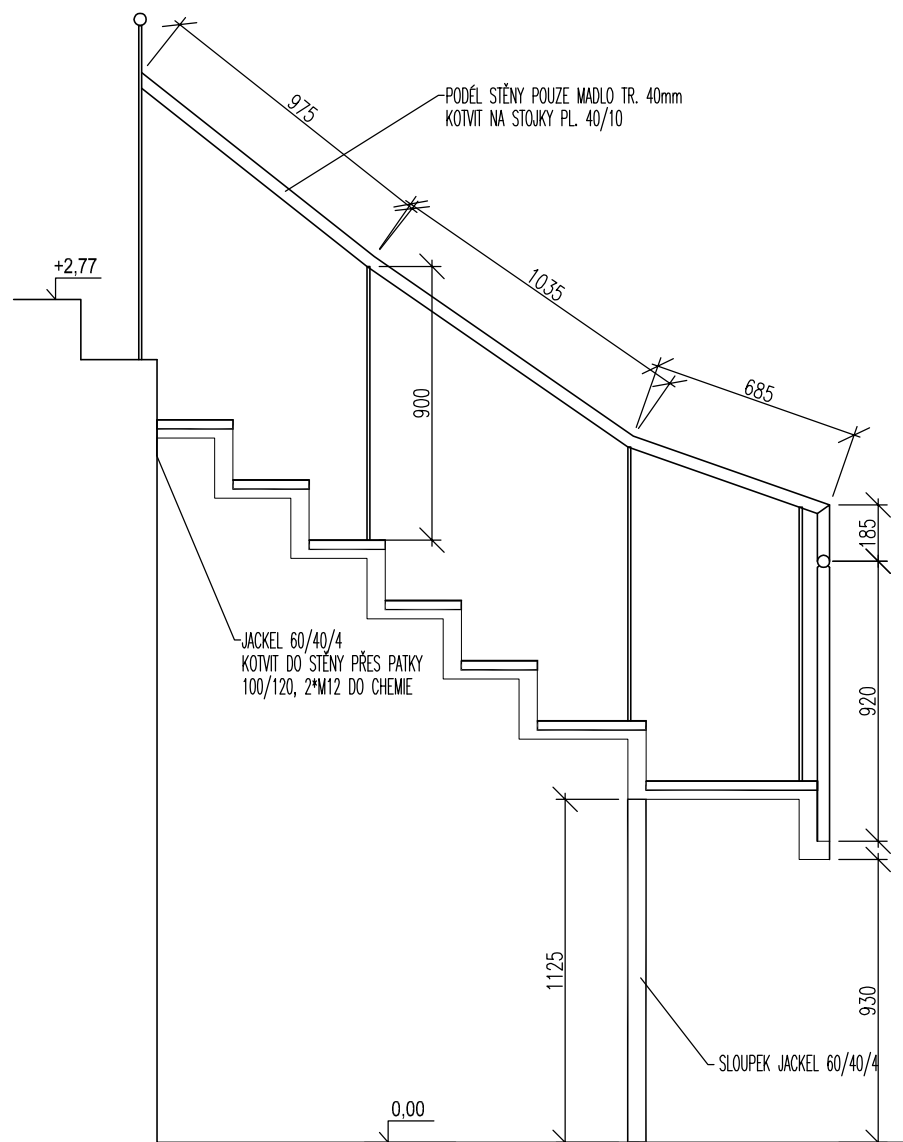 975
PODÉL STĚNY POUZE MADLO TR. 40mm
KOTVIT NA STOJKY PL. 40/10
+2,77
1035
685
900
185
JACKEL 60/40/4
KOTVIT DO STĚNY PŘES PATKY
100/120, 2*M12 DO CHEMIE
920
1125
930
SLOUPEK JACKEL 60/40/4
0,00